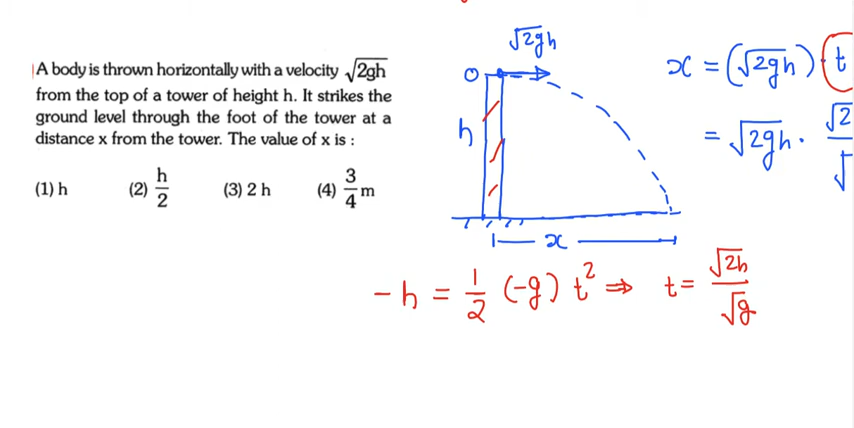 A body is thrown horizontally with a velocity √2gh
from the top of a tower of height h. It strikes the
ground level through the foot of the tower at a
distance x from the tower. The value of x is :
(1) h (2) h/2 (3) 2 h (4) 3/4 m
√2gh
O
h
x
x = (√2gh) t
= √2gh · √2
√
-h = 1/2 (-g) t² ⇒ t = √2h/√g